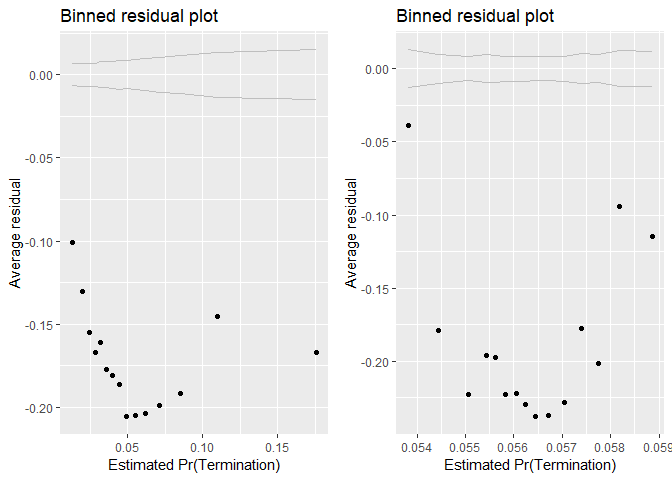 Binned residual plot
Average residual
0.00
-0.05
-0.10
-0.15
-0.20
0.05 0.10 0.15
Estimated Pr(Termination)
Binned residual plot
Average residual
0.00
-0.05
-0.10
-0.15
-0.20
0.054 0.055 0.056 0.057 0.058 0.059
Estimated Pr(Termination)